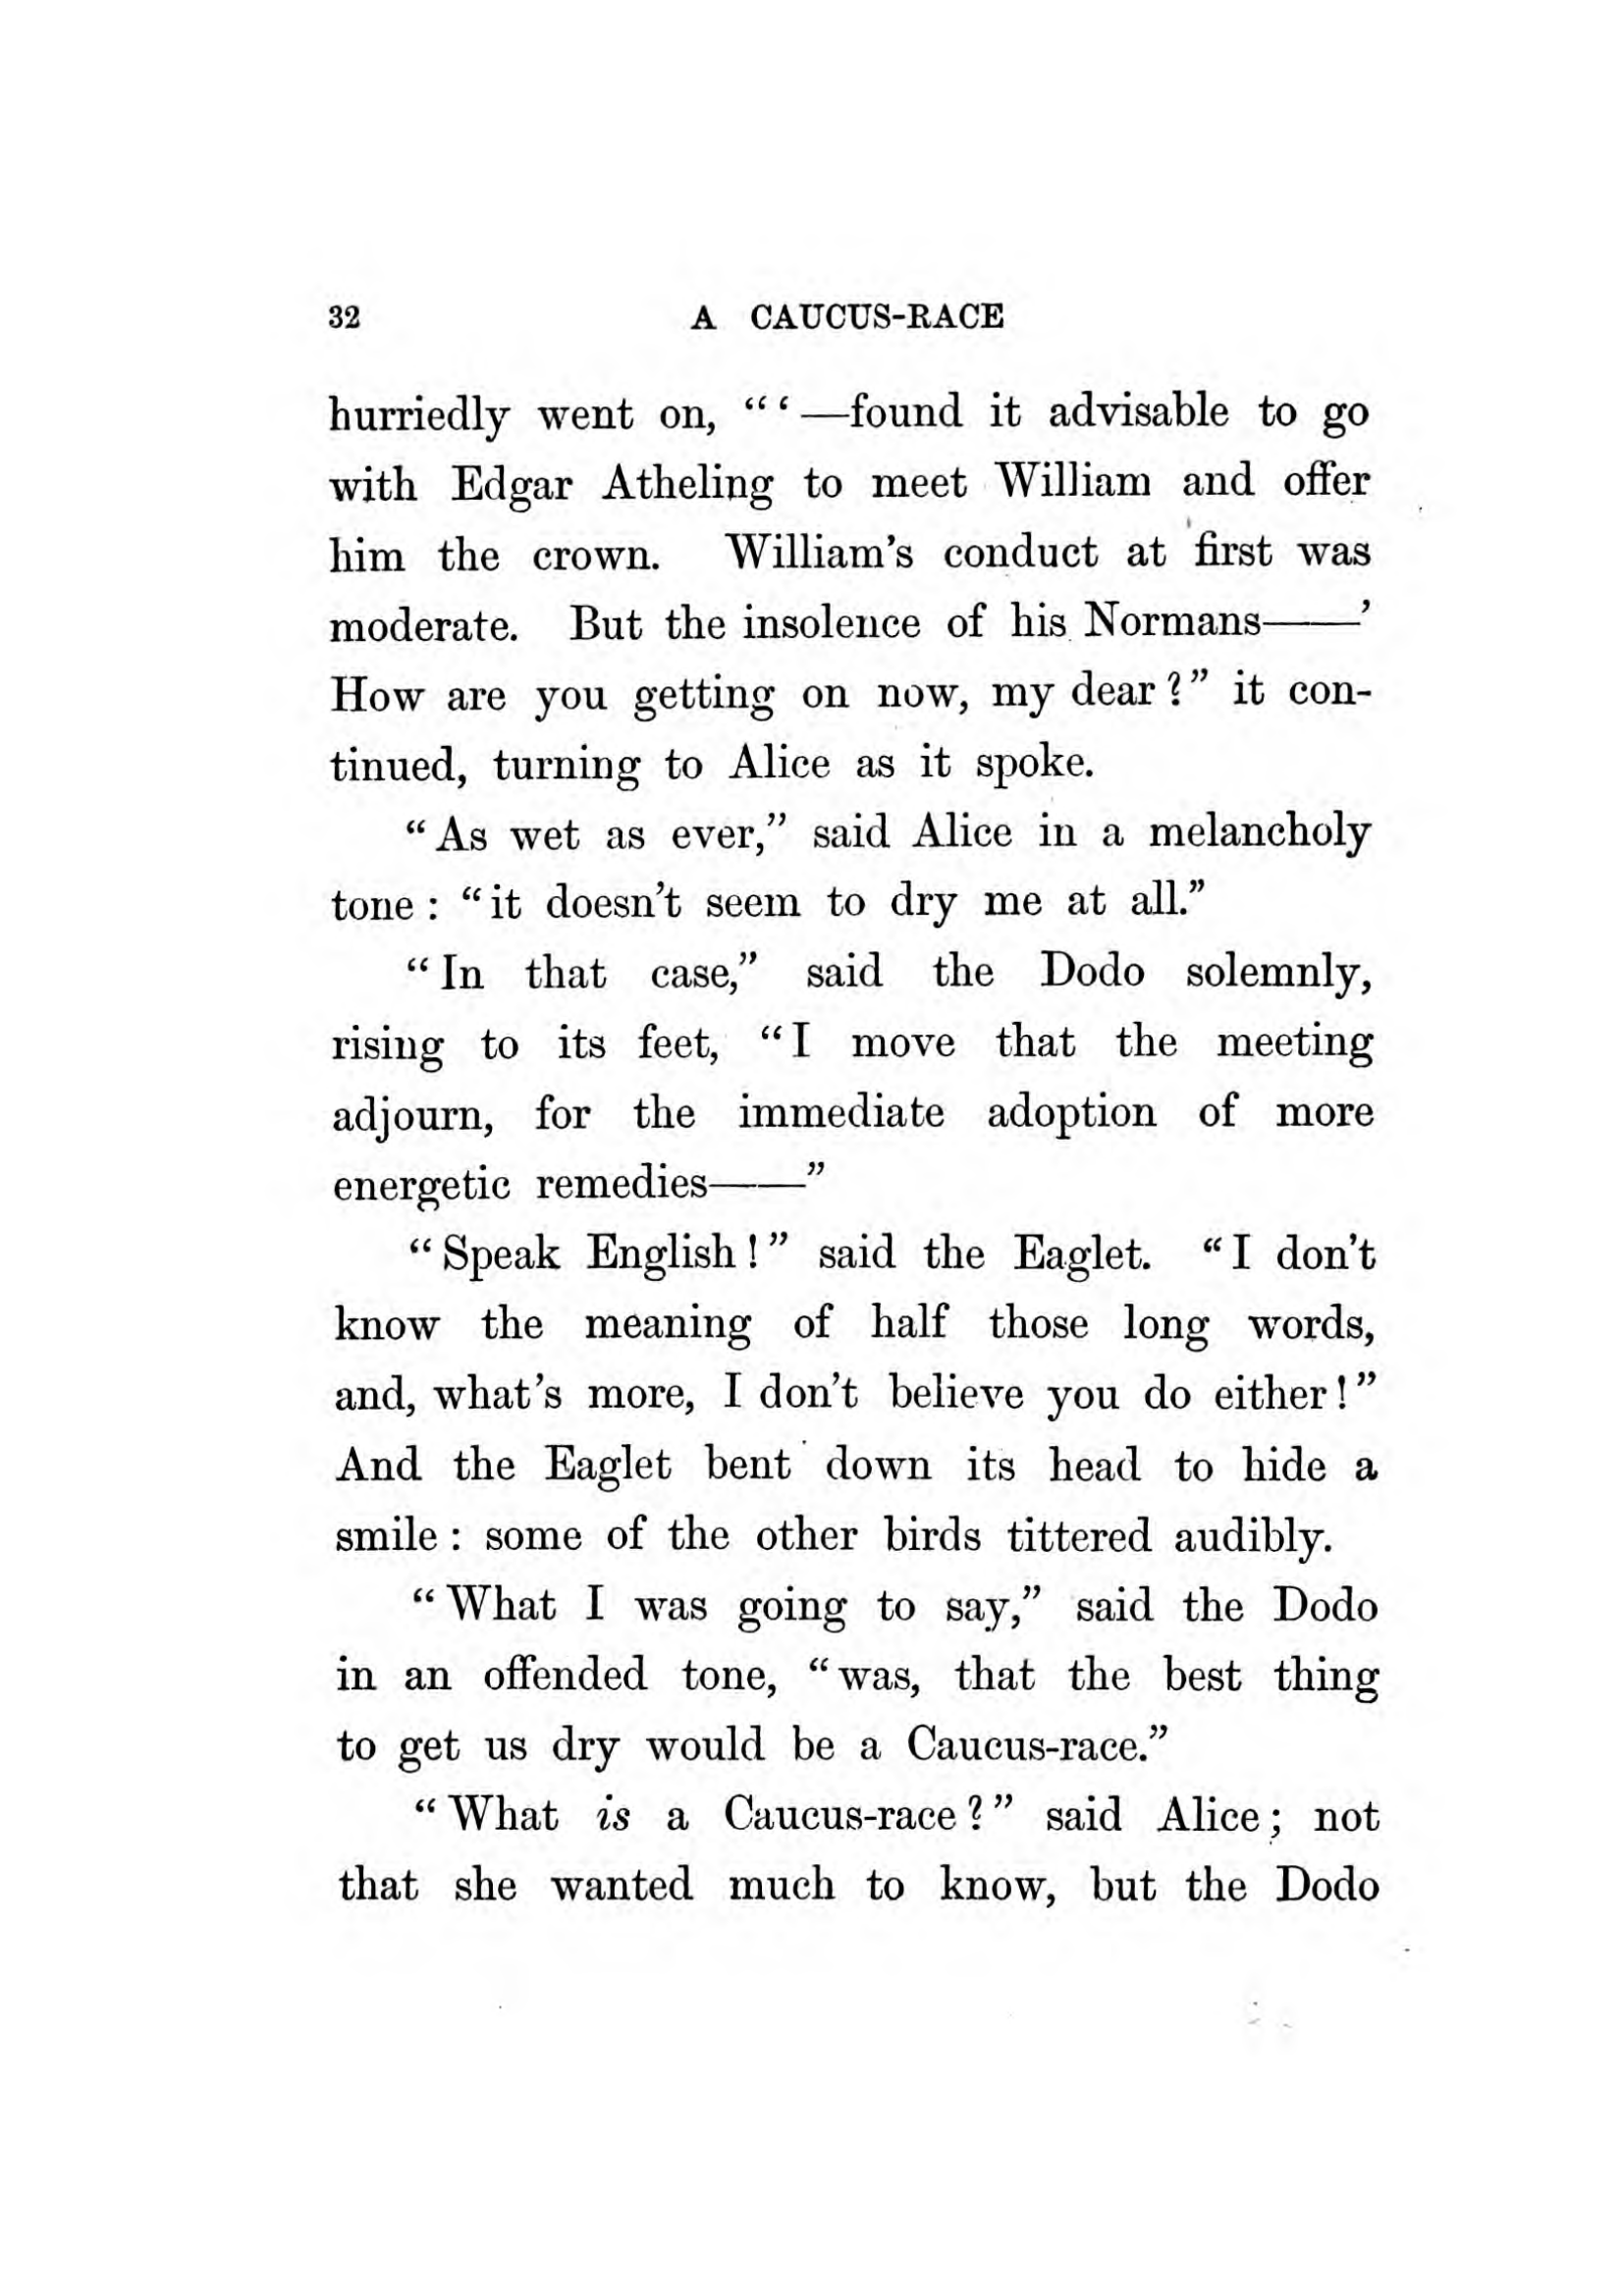 32 A CAUCUS-RACE
hurriedly went on, “ ‘ —found it advisable to go
with Edgar Atheling to meet William and offer
him the crown. William’s conduct at first was
moderate. But the insolence of his Normans——’
How are you getting on now, my dear?” it con-
tinued, turning to Alice as it spoke.
“As wet as ever,” said Alice in a melancholy
tone : “it doesn’t seem to dry me at all.”
“In that case,” said the Dodo solemnly,
rising to its feet, “I move that the meeting
adjourn, for the immediate adoption of more
energetic remedies——”
“Speak English!” said the Eaglet. “I don’t
know the meaning of half those long words,
and, what’s more, I don’t believe you do either!”
And the Eaglet bent down its head to hide a
smile : some of the other birds tittered audibly.
“What I was going to say,” said the Dodo
in an offended tone, “was, that the best thing
to get us dry would be a Caucus-race.”
“What is a Caucus-race?” said Alice; not
that she wanted much to know, but the Dodo